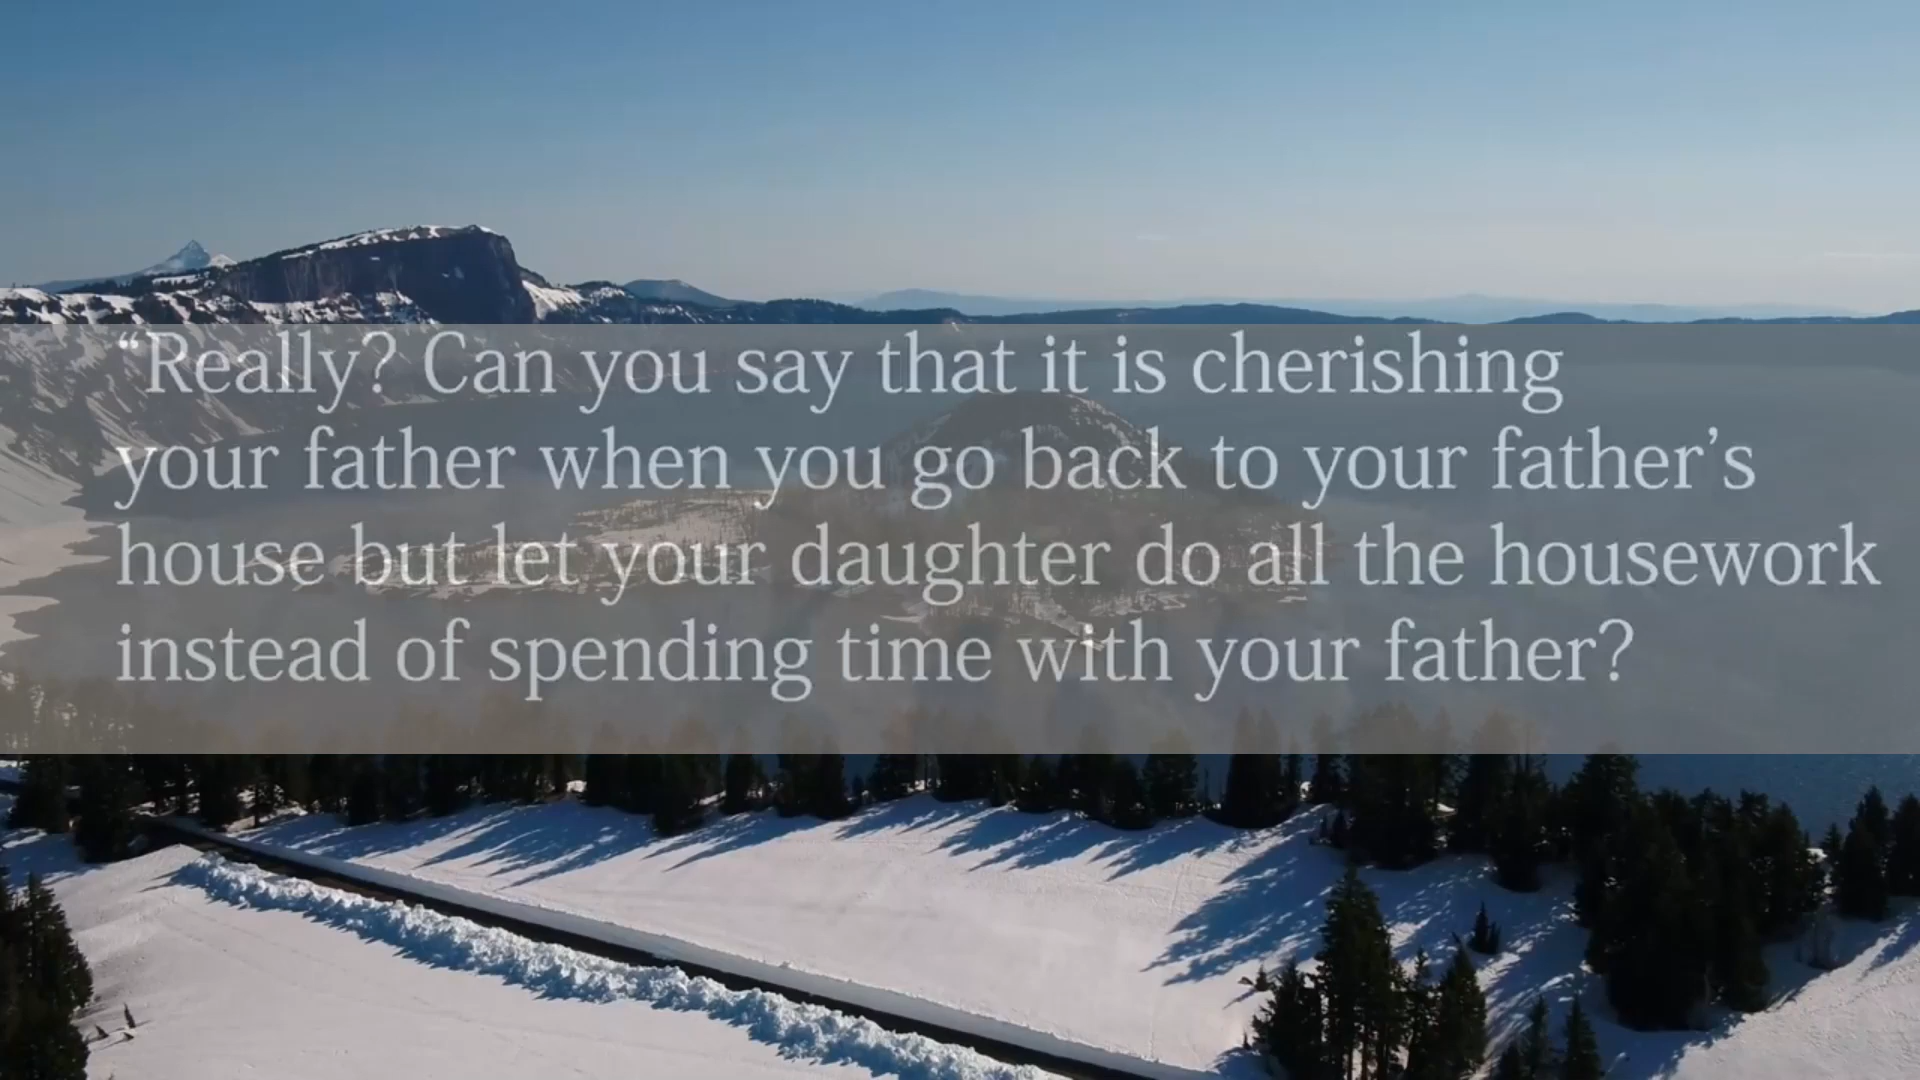 “Really? Can you say that it is cherishing
your father when you go back to your father’s
house but let your daughter do all the housework
instead of spending time with your father?